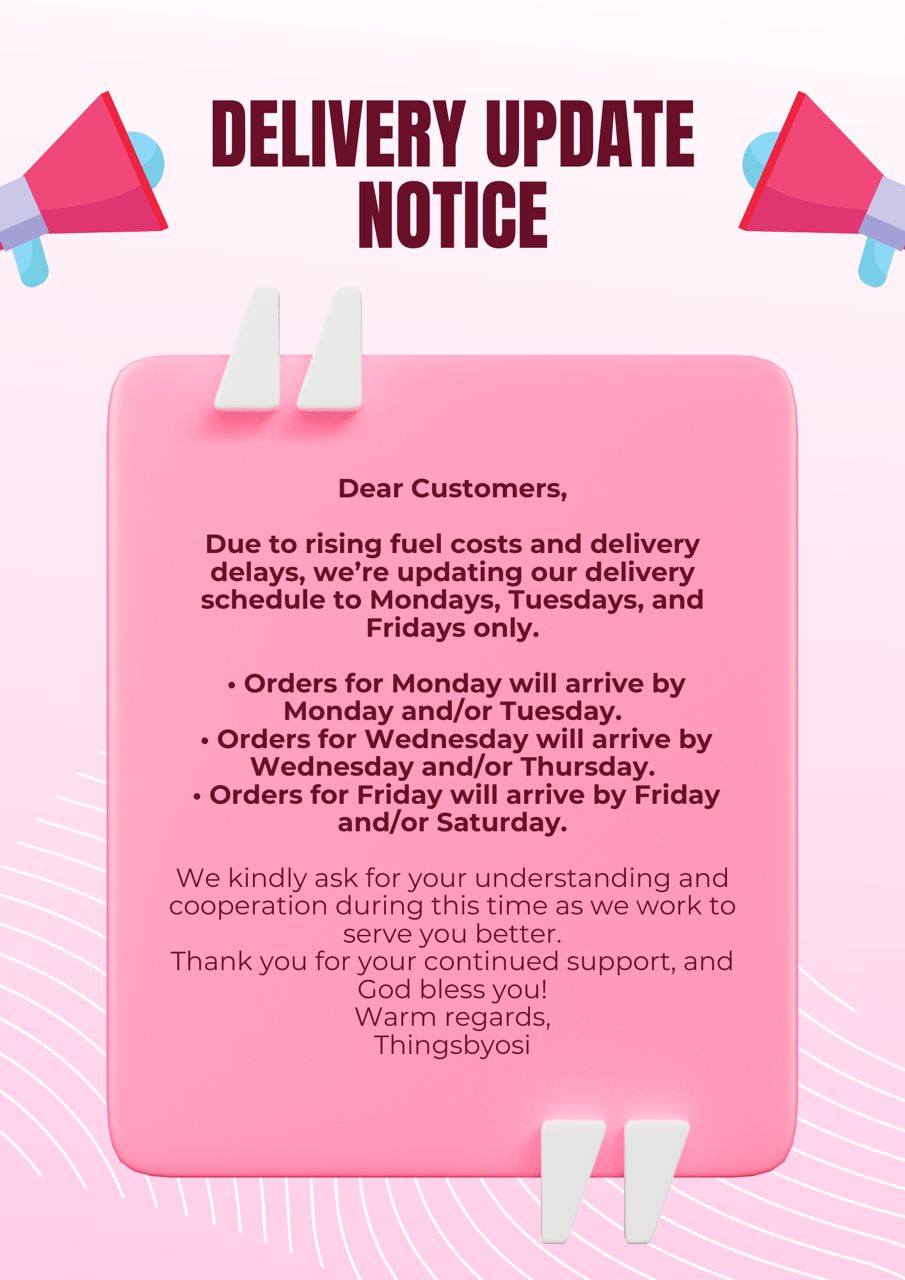 DELIVERY UPDATE
NOTICE
Dear Customers,
Due to rising fuel costs and delivery
delays, we’re updating our delivery
schedule to Mondays, Tuesdays, and
Fridays only.
• Orders for Monday will arrive by
Monday and/or Tuesday.
• Orders for Wednesday will arrive by
Wednesday and/or Thursday.
• Orders for Friday will arrive by Friday
and/or Saturday.
We kindly ask for your understanding and
cooperation during this time as we work to
serve you better.
Thank you for your continued support, and
God bless you!
Warm regards,
Thingsbyosi